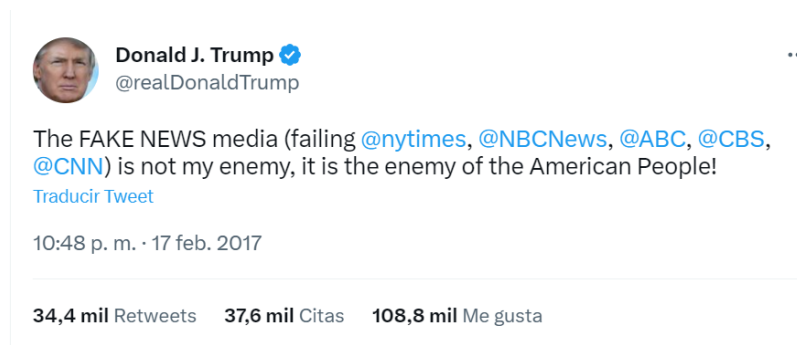 Donald J. Trump
@realDonaldTrump
The FAKE NEWS media (failing @nytimes, @NBCNews, @ABC, @CBS,
@CNN) is not my enemy, it is the enemy of the American People!
Traducir Tweet
10:48 p. m. · 17 feb. 2017
34,4 mil Retweets 37,6 mil Citas 108,8 mil Me gusta